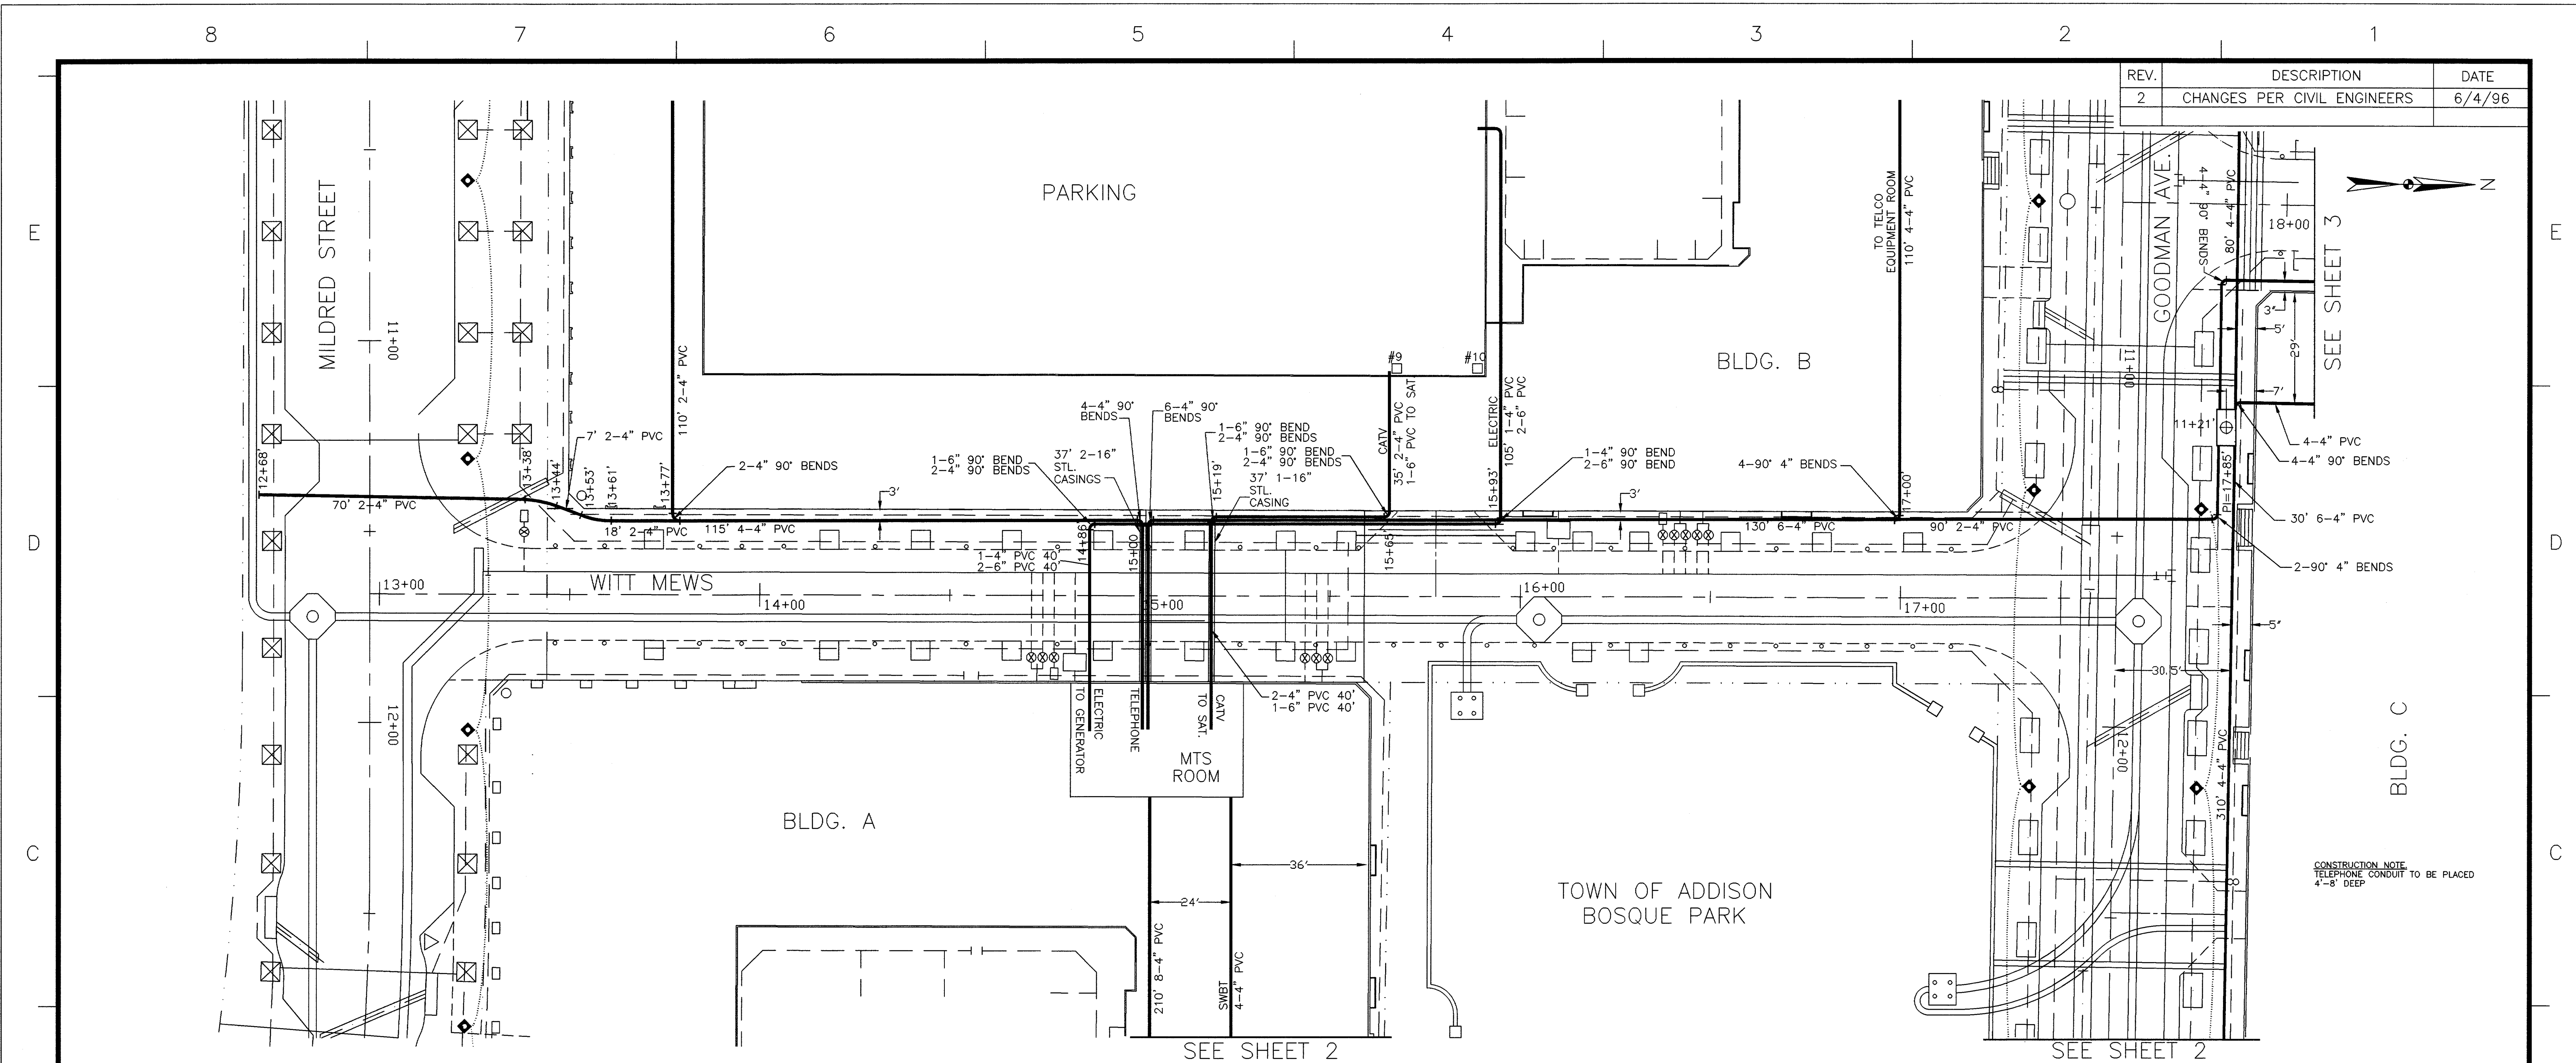 8 7 6 5 4 3 2 1
REV. DESCRIPTION DATE
2 CHANGES PER CIVIL ENGINEERS 6/4/96
E
E
D
D
C
C
N
MILDRED STREET
11+00
12+00
PARKING
#9
#10
BLDG. B
TO TELCO
EQUIPMENT ROOM
110' 4-4" PVC
GOODMAN AVE.
4-4" 90° BENDS
80' 4-4" PVC
18+00
SEE SHEET 3
3"
5'
29'
7'
11+00
11+21'
4-4" PVC
4-4" 90° BENDS
PI=17+85'
30' 6-4" PVC
2-90° 4" BENDS
5"
30.5'
12+00
310' 4-4" PVC
BLDG. C
12+68'
70' 2-4" PVC
13+38'
13+44'
13+53'
13+61'
13+77'
7' 2-4" PVC
18' 2-4" PVC
110' 2-4" PVC
2-4" 90° BENDS
115' 4-4" PVC
3'
1-6" 90° BEND
2-4" 90° BENDS
4-4" 90°
BENDS
6-4" 90°
BENDS
37' 2-16"
STL.
CASINGS
1-6" 90° BEND
2-4" 90° BENDS
1-6" 90° BEND
2-4" 90° BENDS
15+19'
37' 1-16"
STL.
CASING
CATV
35' 2-4" PVC
1-6" PVC TO SAT.
ELECTRIC
105' 1-4" PVC
2-6" PVC
15+93'
1-4" 90° BEND
2-6" 90° BEND
4-90° 4" BENDS
17+00'
3'
130' 6-4" PVC
90' 2-4" PVC
14+86'
1-4" PVC 40'
2-6" PVC 40'
15+00'
15+65'
WITT MEWS
13+00
14+00
15+00
16+00
17+00
ELECTRIC
TO GENERATOR
TELEPHONE
CATV
TO SAT.
2-4" PVC 40'
1-6" PVC 40'
MTS
ROOM
BLDG. A
36'
24'
210' 8-4" PVC
SWBT
4-4" PVC
TOWN OF ADDISON
BOSQUE PARK
CONSTRUCTION NOTE.
TELEPHONE CONDUIT TO BE PLACED
4'-8' DEEP
SEE SHEET 2
SEE SHEET 2